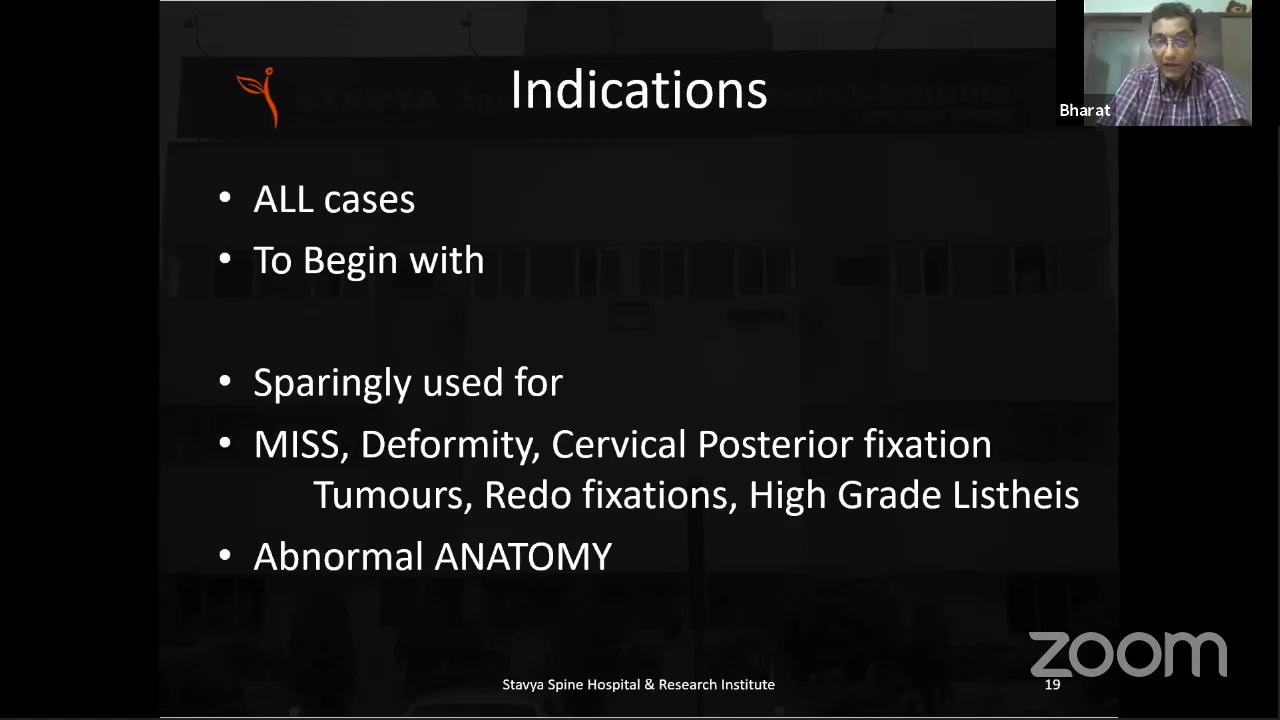 Indications
Bharat
• ALL cases
• To Begin with
• Sparingly used for
• MISS, Deformity, Cervical Posterior fixation
Tumours, Redo fixations, High Grade Listheis
• Abnormal ANATOMY
zoom
Stavya Spine Hospital & Research Institute
19